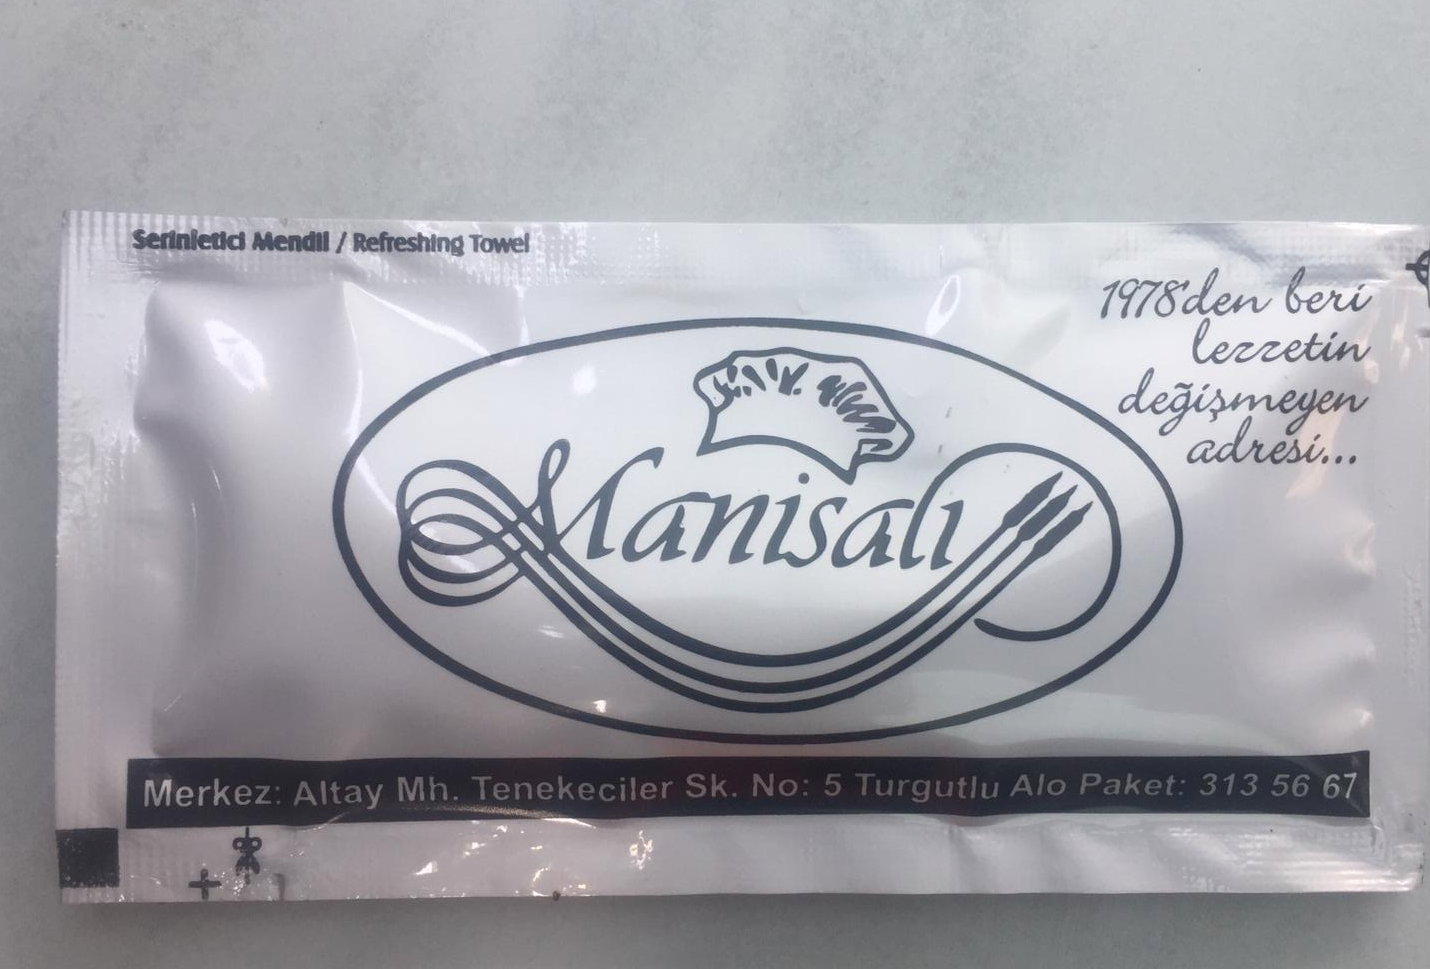 Serinletici Mendil / Refreshing Towel
1978'den beri
lezzetin
değişmeyen
adresi...
Manisalı
Merkez: Altay Mh. Tenekeciler Sk. No: 5 Turgutlu Alo Paket: 313 56 67